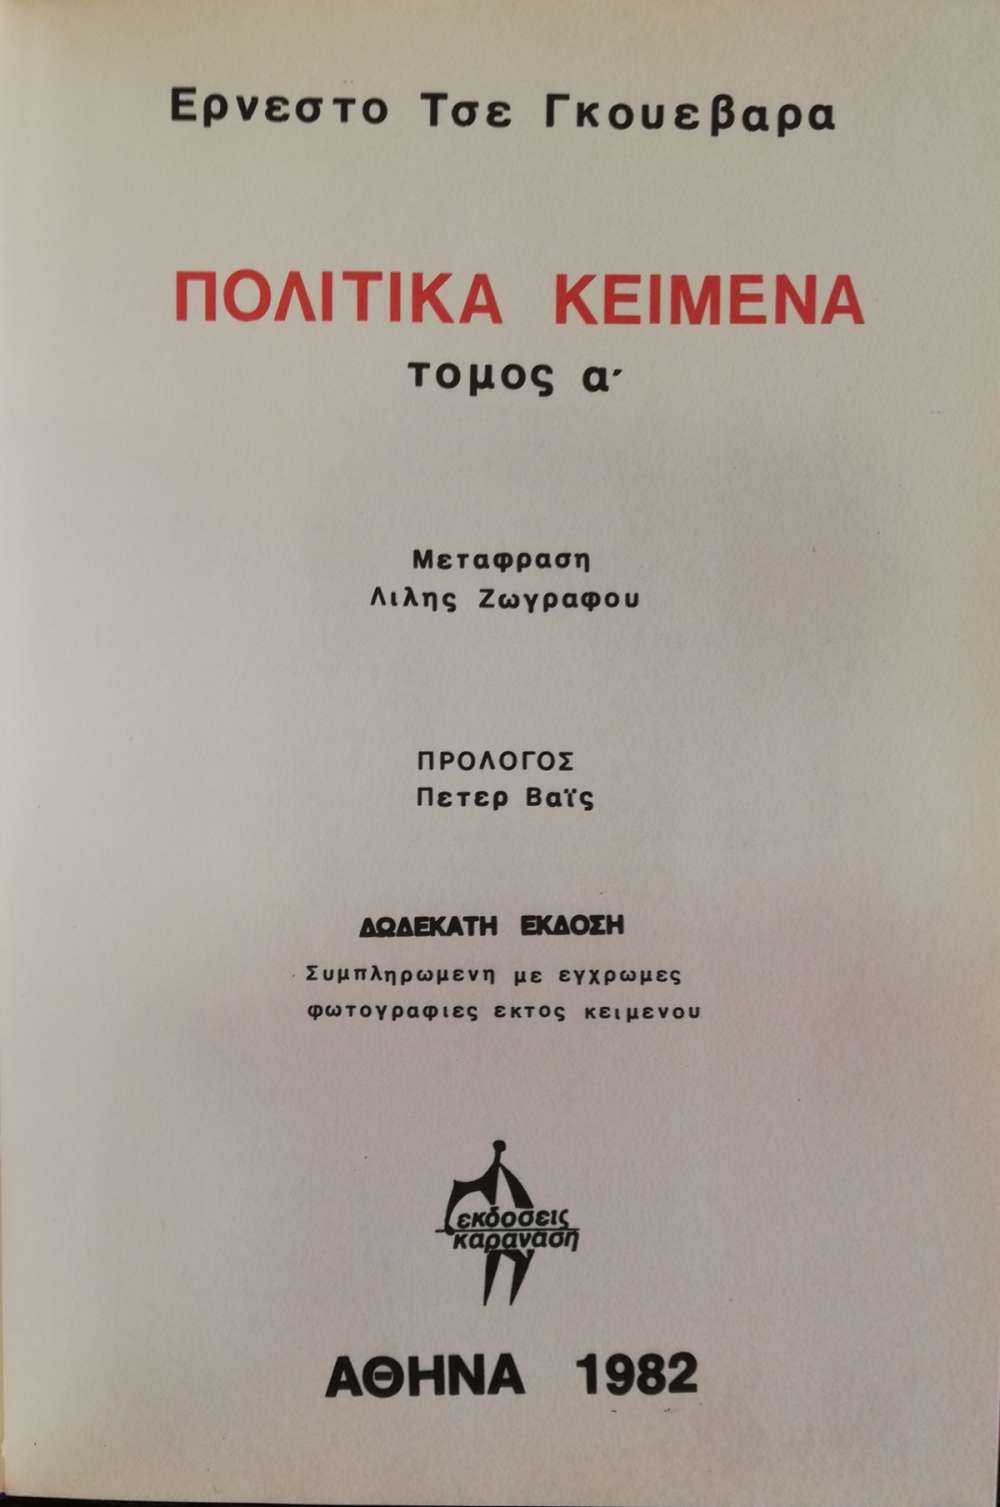 Ερνεστο Τσε Γκουεβαρα
ΠΟΛΙΤΙΚΑ ΚΕΙΜΕΝΑ
τομος α´
Μεταφραση
Λιλης Ζωγραφου
ΠΡΟΛΟΓΟΣ
Πετερ Βαϊς
ΔΩΔΕΚΑΤΗ ΕΚΔΟΣΗ
Συμπληρωμενη με εγχρωμες
φωτογραφιες εκτος κειμενου
εκδοσεις
καραναση
ΑΘΗΝΑ 1982